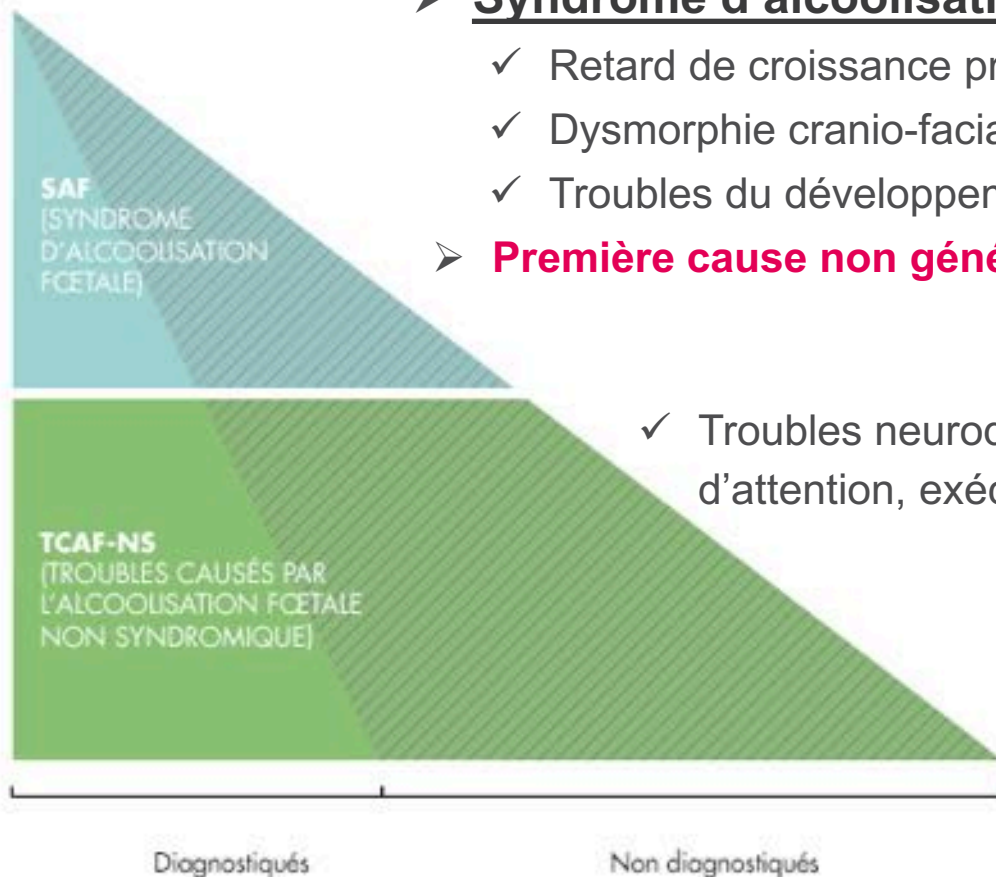 Syndrome d'alcoolisati
✓ Retard de croissance pr
✓ Dysmorphie cranio-facia
✓ Troubles du développem
➢ Première cause non géné
SAF
(SYNDROME
D'ALCOOLISATION
FŒTALE)
✓ Troubles neuroc
d'attention, exéc
TCAF-NS
(TROUBLES CAUSÉS PAR
L'ALCOOLISATION FŒTALE
NON SYNDROMIQUE)
Diagnostiqués
Non diagnostiqués